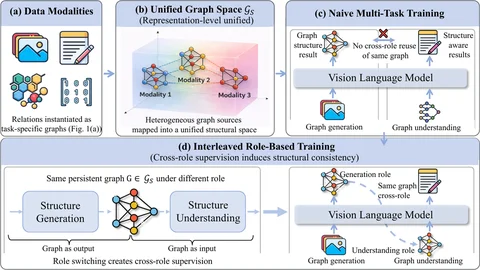 (a) Data Modalities
Relations instantiated as
task-specific graphs (Fig. 1(a))
(b) Unified Graph Space 𝒢_S
(Representation-level unified)
Modality 1
Modality 2
Modality 3
Heterogeneous graph sources
mapped into a unified structural space
(c) Naive Multi-Task Training
Graph
structure
result
No cross-role reuse
of same graph
Structure
aware
results
Vision Language Model
Graph generation
Graph understanding
(d) Interleaved Role-Based Training
(Cross-role supervision induces structural consistency)
Same persistent graph G ∈ 𝒢_S under different role
Structure
Generation
Structure
Understanding
Graph as output
Graph as input
Role switching creates cross-role supervision
Generation role
Same graph
cross-role
Vision Language Model
Understanding role
Graph generation
Graph understanding